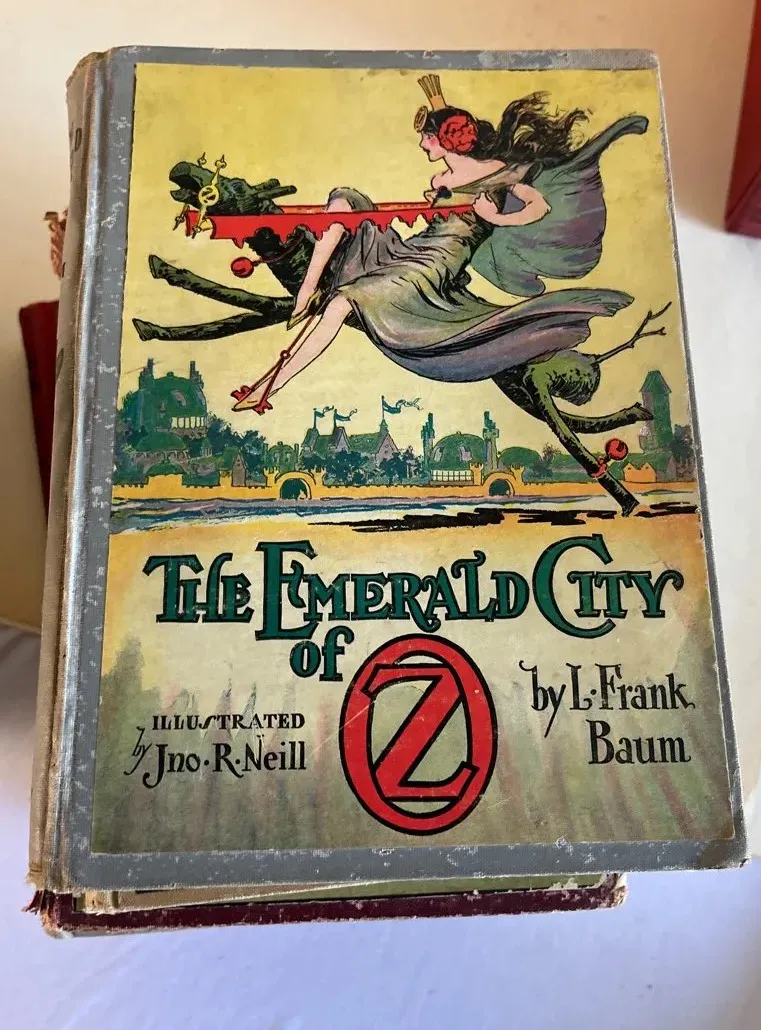 THE EMERALD CITY
of OZ
by L. Frank
Baum
ILLUSTRATED
by Jno. R. Neill